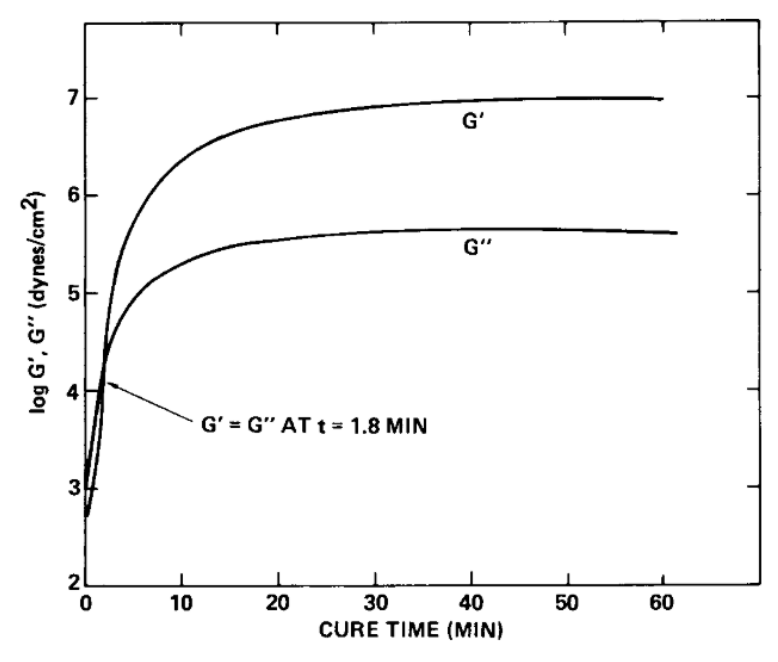 7
6
5
4
3
2
log G′, G″ (dynes/cm²)
G′
G″
G′ = G″ AT t = 1.8 MIN
0 10 20 30 40 50 60
CURE TIME (MIN)